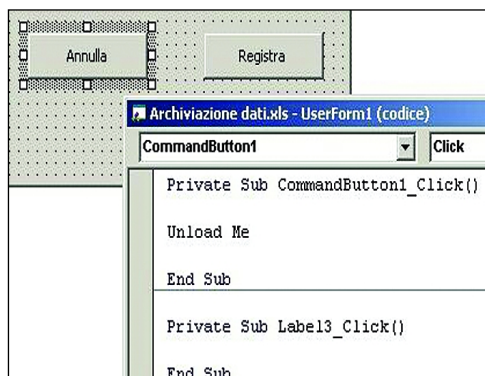 Annulla Registra
Archiviazione dati.xls - UserForm1 (codice)
CommandButton1 Click
Private Sub CommandButton1_Click()
Unload Me
End Sub
Private Sub Label3_Click()
End Sub